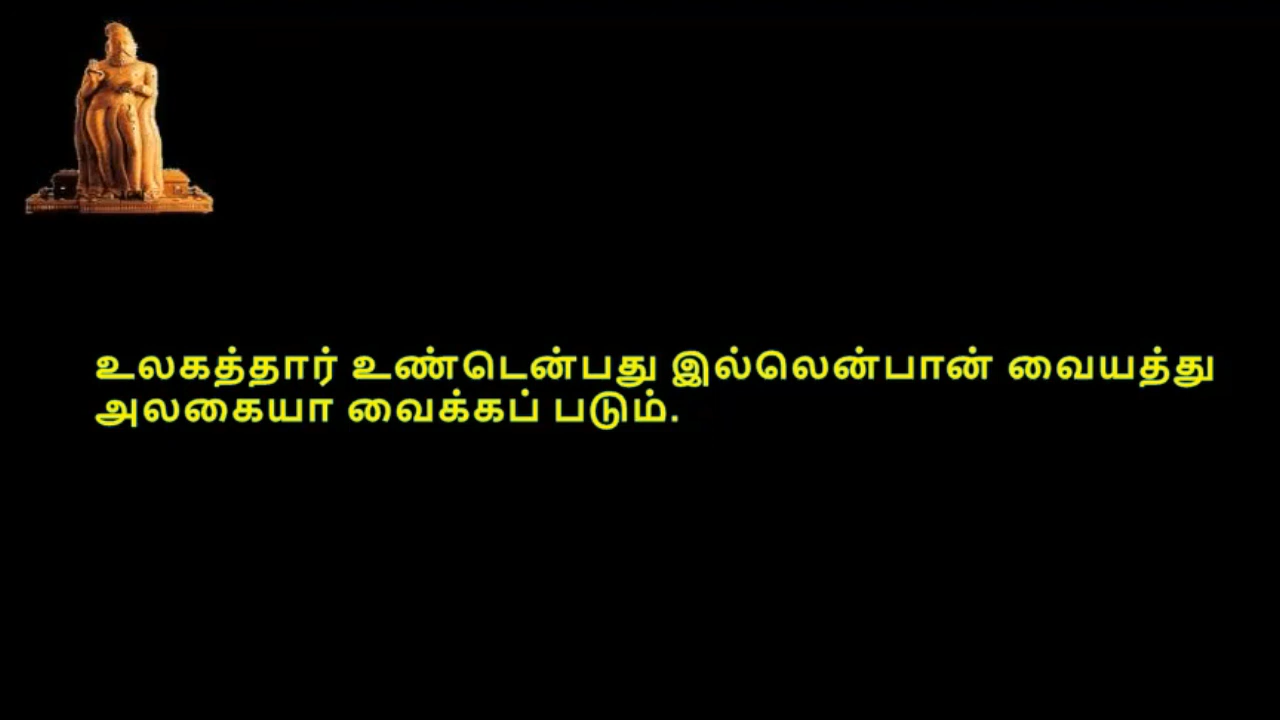 உலகத்தார் உண்டென்பது இல்லென்பான் வையத்து
அலகையா வைக்கப் படும்.